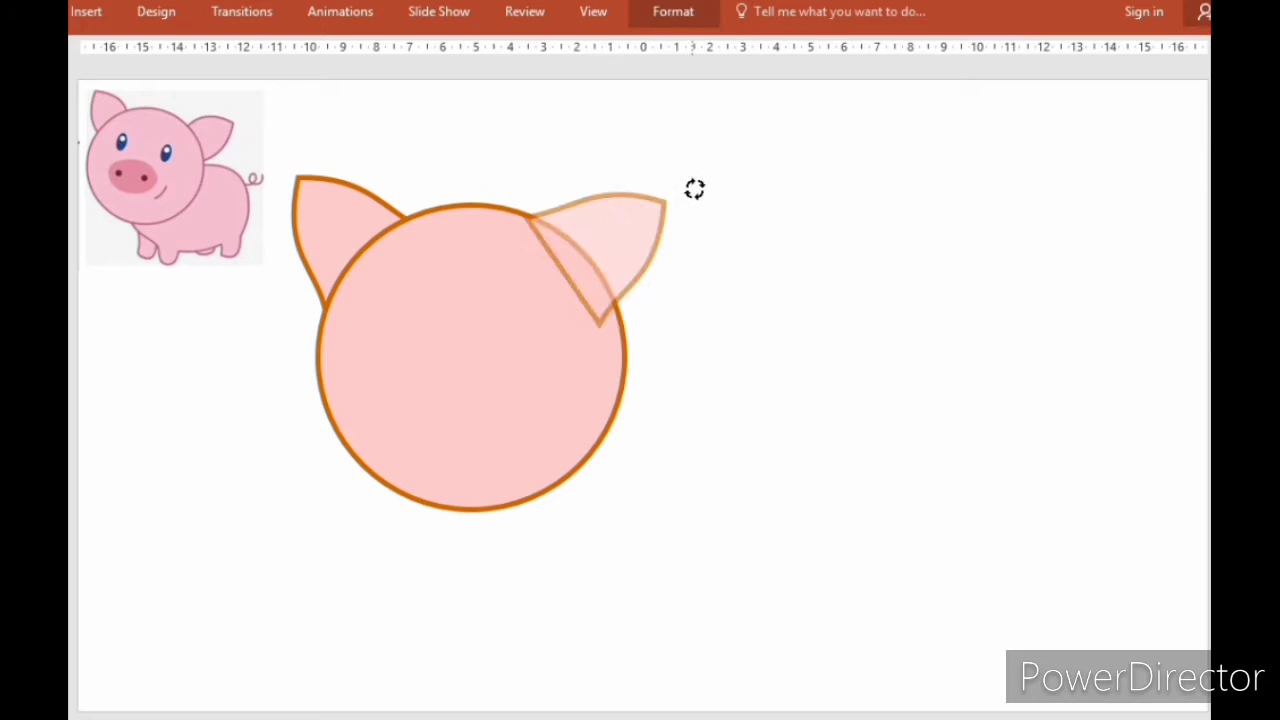 Insert Design Transitions Animations Slide Show Review View Format Tell me what you want to do... Sign in
16 15 14 13 12 11 10 9 8 7 6 5 4 3 2 1 0 1 2 3 4 5 6 7 8 9 10 11 12 13 14 15 16
PowerDirector